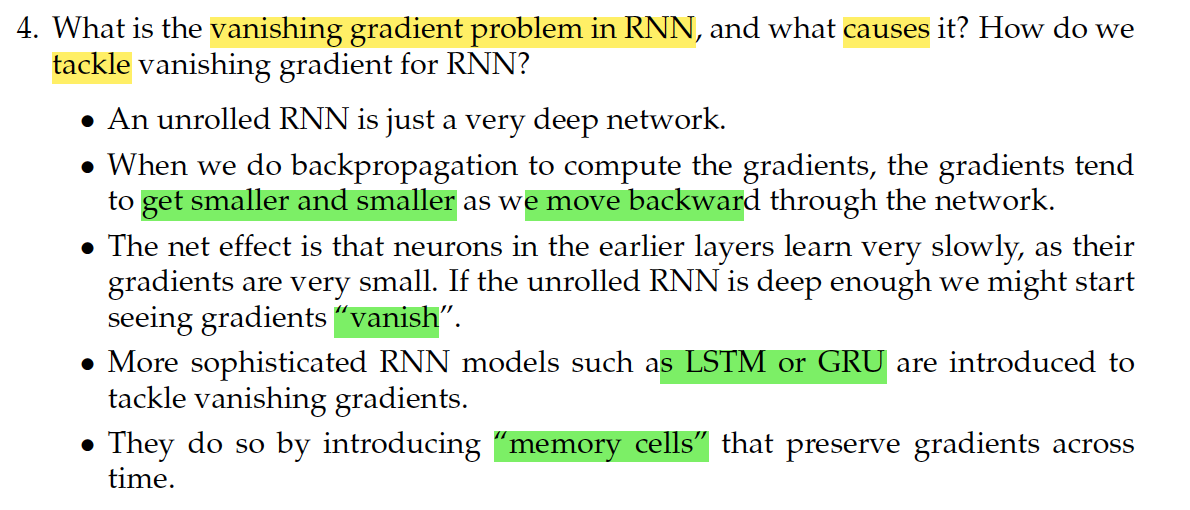 4. What is the vanishing gradient problem in RNN, and what causes it? How do we
tackle vanishing gradient for RNN?
• An unrolled RNN is just a very deep network.
• When we do backpropagation to compute the gradients, the gradients tend
to get smaller and smaller as we move backward through the network.
• The net effect is that neurons in the earlier layers learn very slowly, as their
gradients are very small. If the unrolled RNN is deep enough we might start
seeing gradients “vanish”.
• More sophisticated RNN models such as LSTM or GRU are introduced to
tackle vanishing gradients.
• They do so by introducing “memory cells” that preserve gradients across
time.